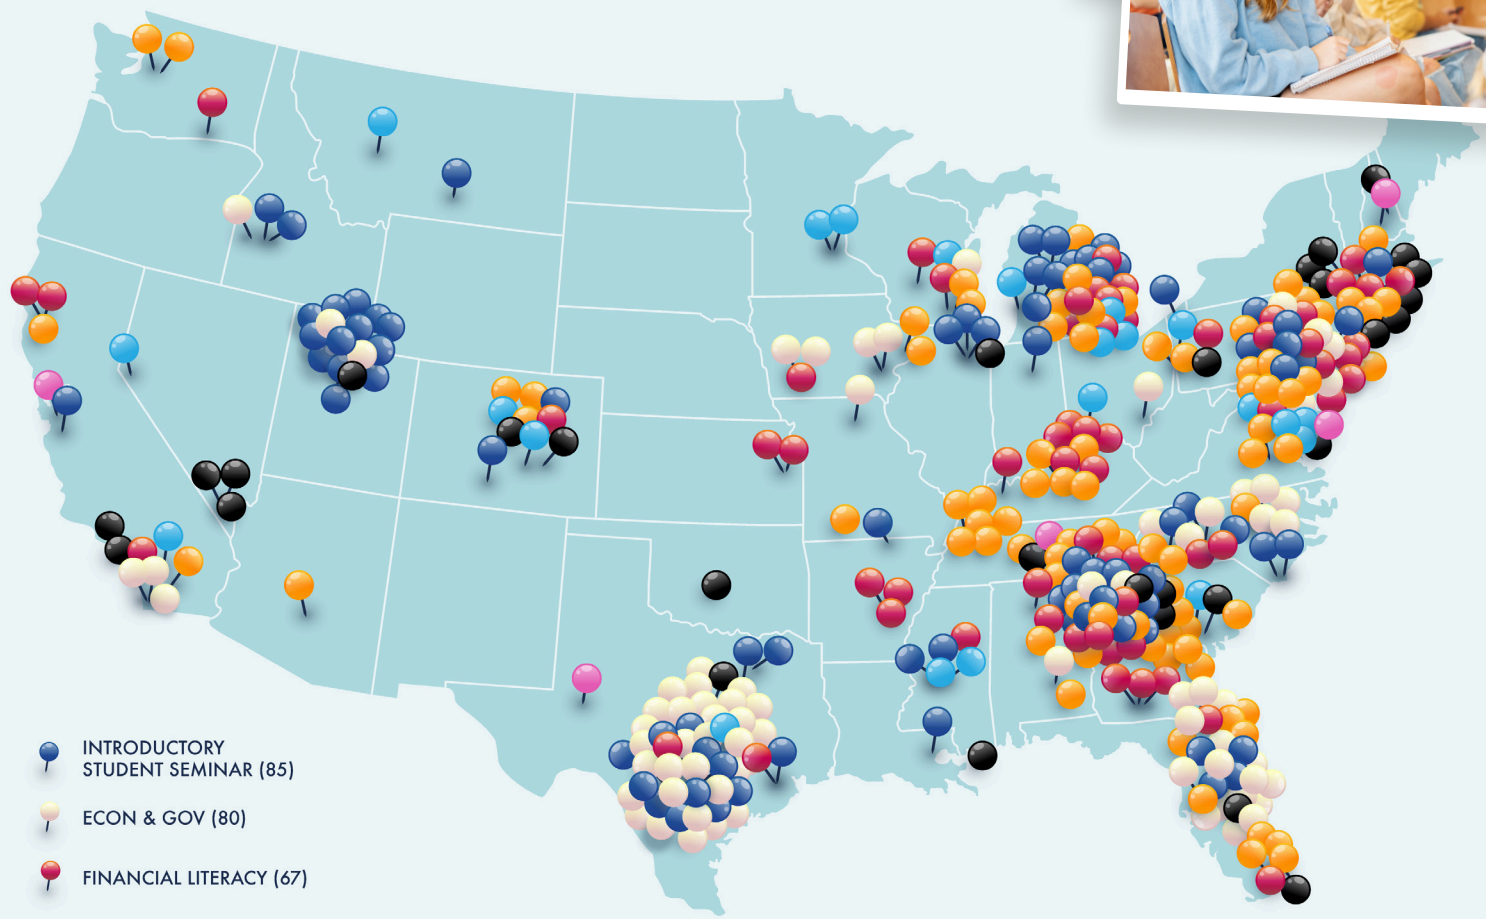 INTRODUCTORY
STUDENT SEMINAR (85)
ECON & GOV (80)
FINANCIAL LITERACY (67)